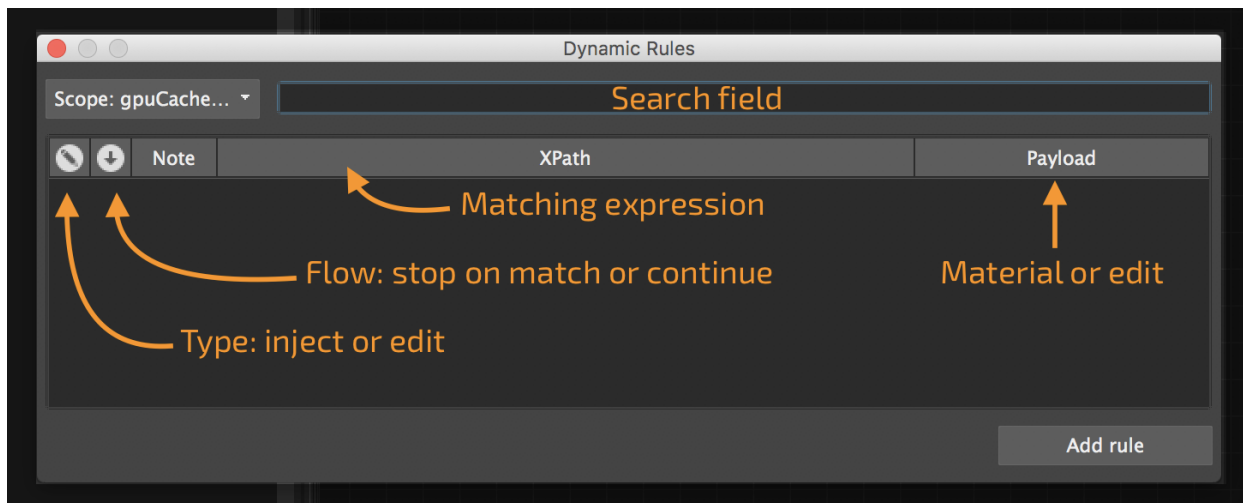 Dynamic Rules
Scope: gpuCache...
Search field
Note XPath Payload
Matching expression
Flow: stop on match or continue
Material or edit
Type: inject or edit
Add rule